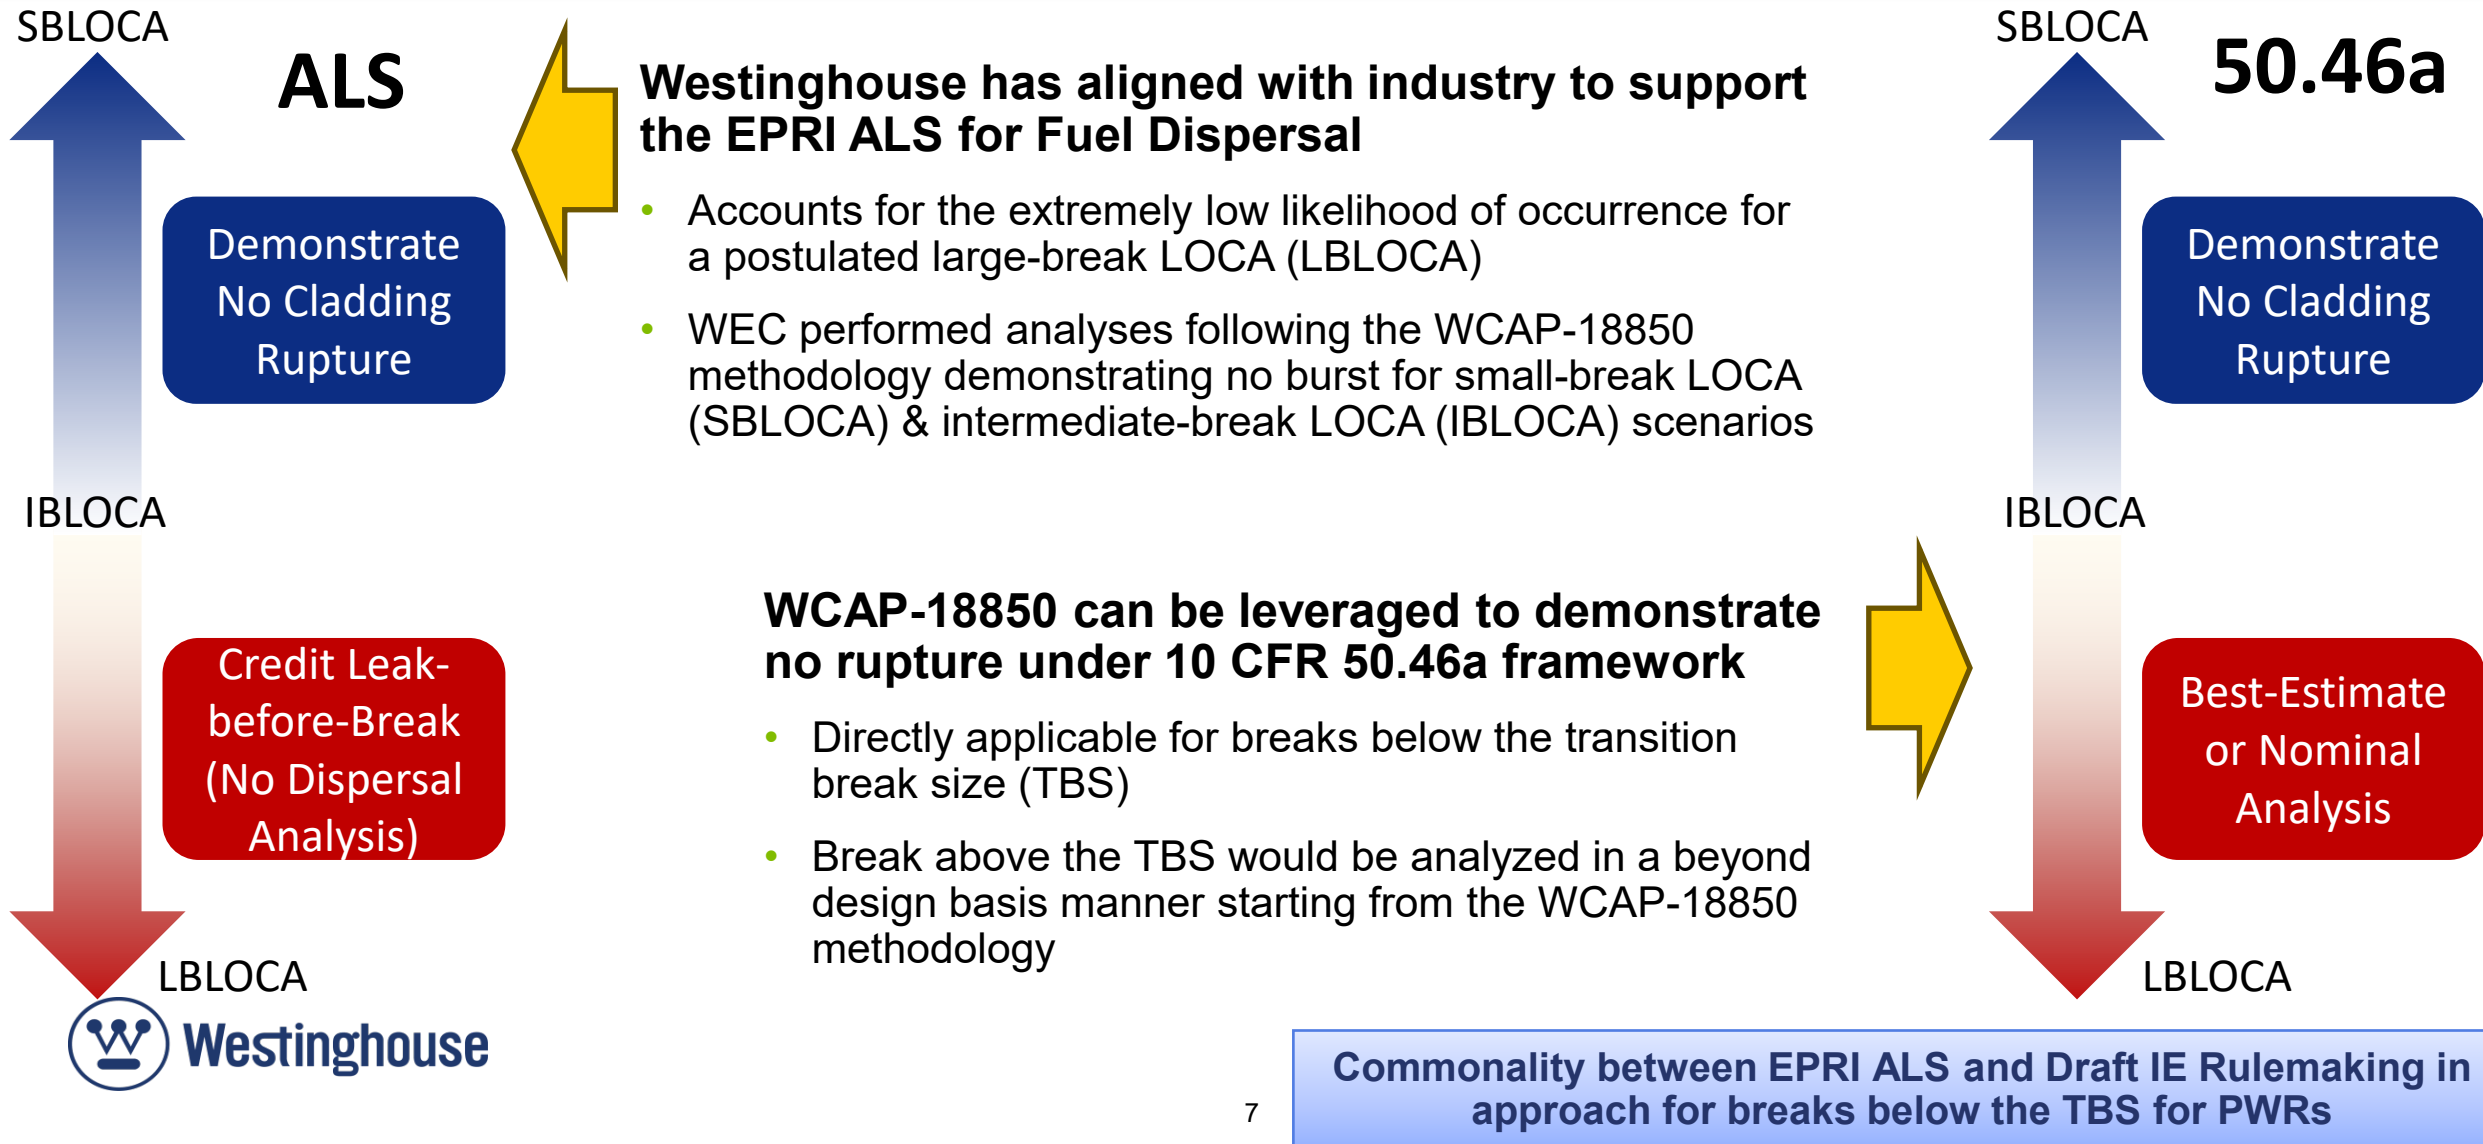 SBLOCA
ALS
Demonstrate
No Cladding
Rupture
IBLOCA
Credit Leak-
before-Break
(No Dispersal
Analysis)
LBLOCA
Westinghouse has aligned with industry to support
the EPRI ALS for Fuel Dispersal
• Accounts for the extremely low likelihood of occurrence for
a postulated large-break LOCA (LBLOCA)
• WEC performed analyses following the WCAP-18850
methodology demonstrating no burst for small-break LOCA
(SBLOCA) & intermediate-break LOCA (IBLOCA) scenarios
WCAP-18850 can be leveraged to demonstrate
no rupture under 10 CFR 50.46a framework
• Directly applicable for breaks below the transition
break size (TBS)
• Break above the TBS would be analyzed in a beyond
design basis manner starting from the WCAP-18850
methodology
SBLOCA
50.46a
Demonstrate
No Cladding
Rupture
IBLOCA
Best-Estimate
or Nominal
Analysis
LBLOCA
W Westinghouse
7
Commonality between EPRI ALS and Draft IE Rulemaking in
approach for breaks below the TBS for PWRs